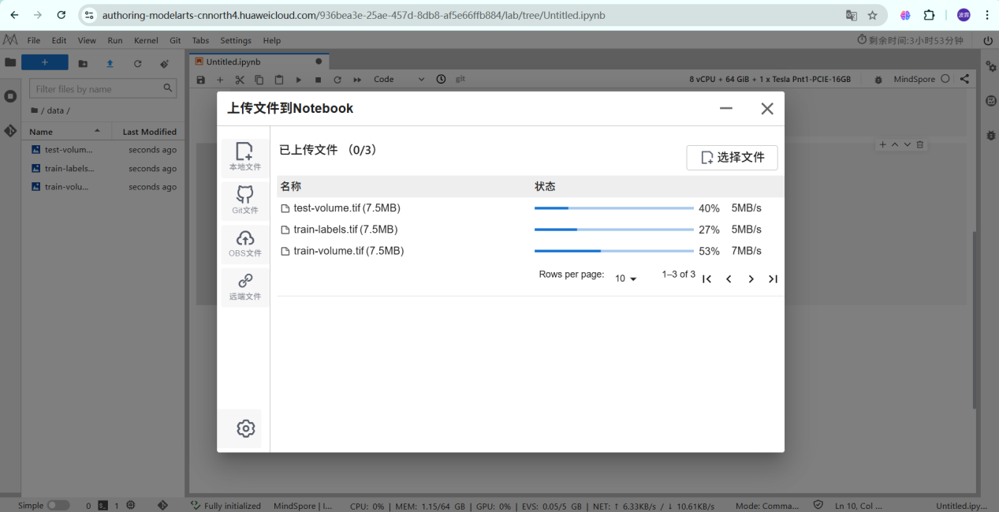 authoring-modelarts-cnnorth4.huaweicloud.com/936bea3e-25ae-457d-8db8-af5e66ffb884/lab/tree/Untitled.ipynb
File Edit View Run Kernel Git Tabs Settings Help
剩余时间:3小时53分钟
Untitled.ipynb
Filter files by name
/ data /
Name Last Modified
test-volum... seconds ago
train-labels... seconds ago
train-volu... seconds ago
Code
git
8 vCPU + 64 GiB + 1 x Tesla Pnt1-PCIE-16GB
MindSpore
上传文件到Notebook
本地文件
Git文件
OBS文件
远端文件
已上传文件 （0/3）
选择文件
名称 状态
test-volume.tif (7.5MB) 40% 5MB/s
train-labels.tif (7.5MB) 27% 5MB/s
train-volume.tif (7.5MB) 53% 7MB/s
Rows per page: 10 1–3 of 3
Simple 0 1 Fully initialized MindSpore | I... CPU: 0% | MEM: 1.15/64 GB | GPU: 0% | EVS: 0.05/5 GB | NET: ↑ 6.33KB/s / ↓ 10.61KB/s Mode: Comma... Ln 10, Col ... Untitled.ipy...